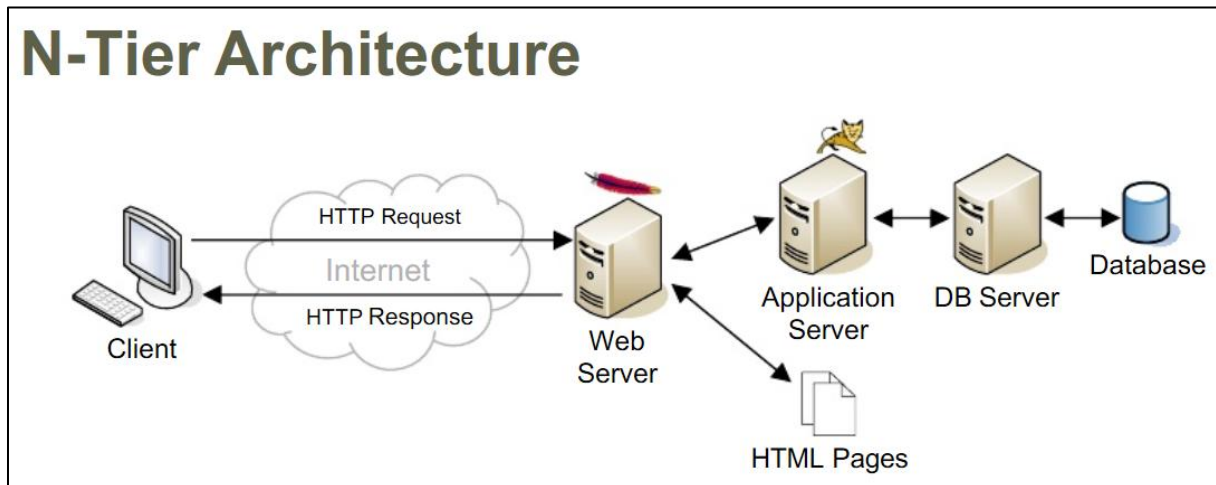 N-Tier Architecture
HTTP Request
Internet
HTTP Response
Client
Web
Server
Application
Server
DB Server
Database
HTML Pages